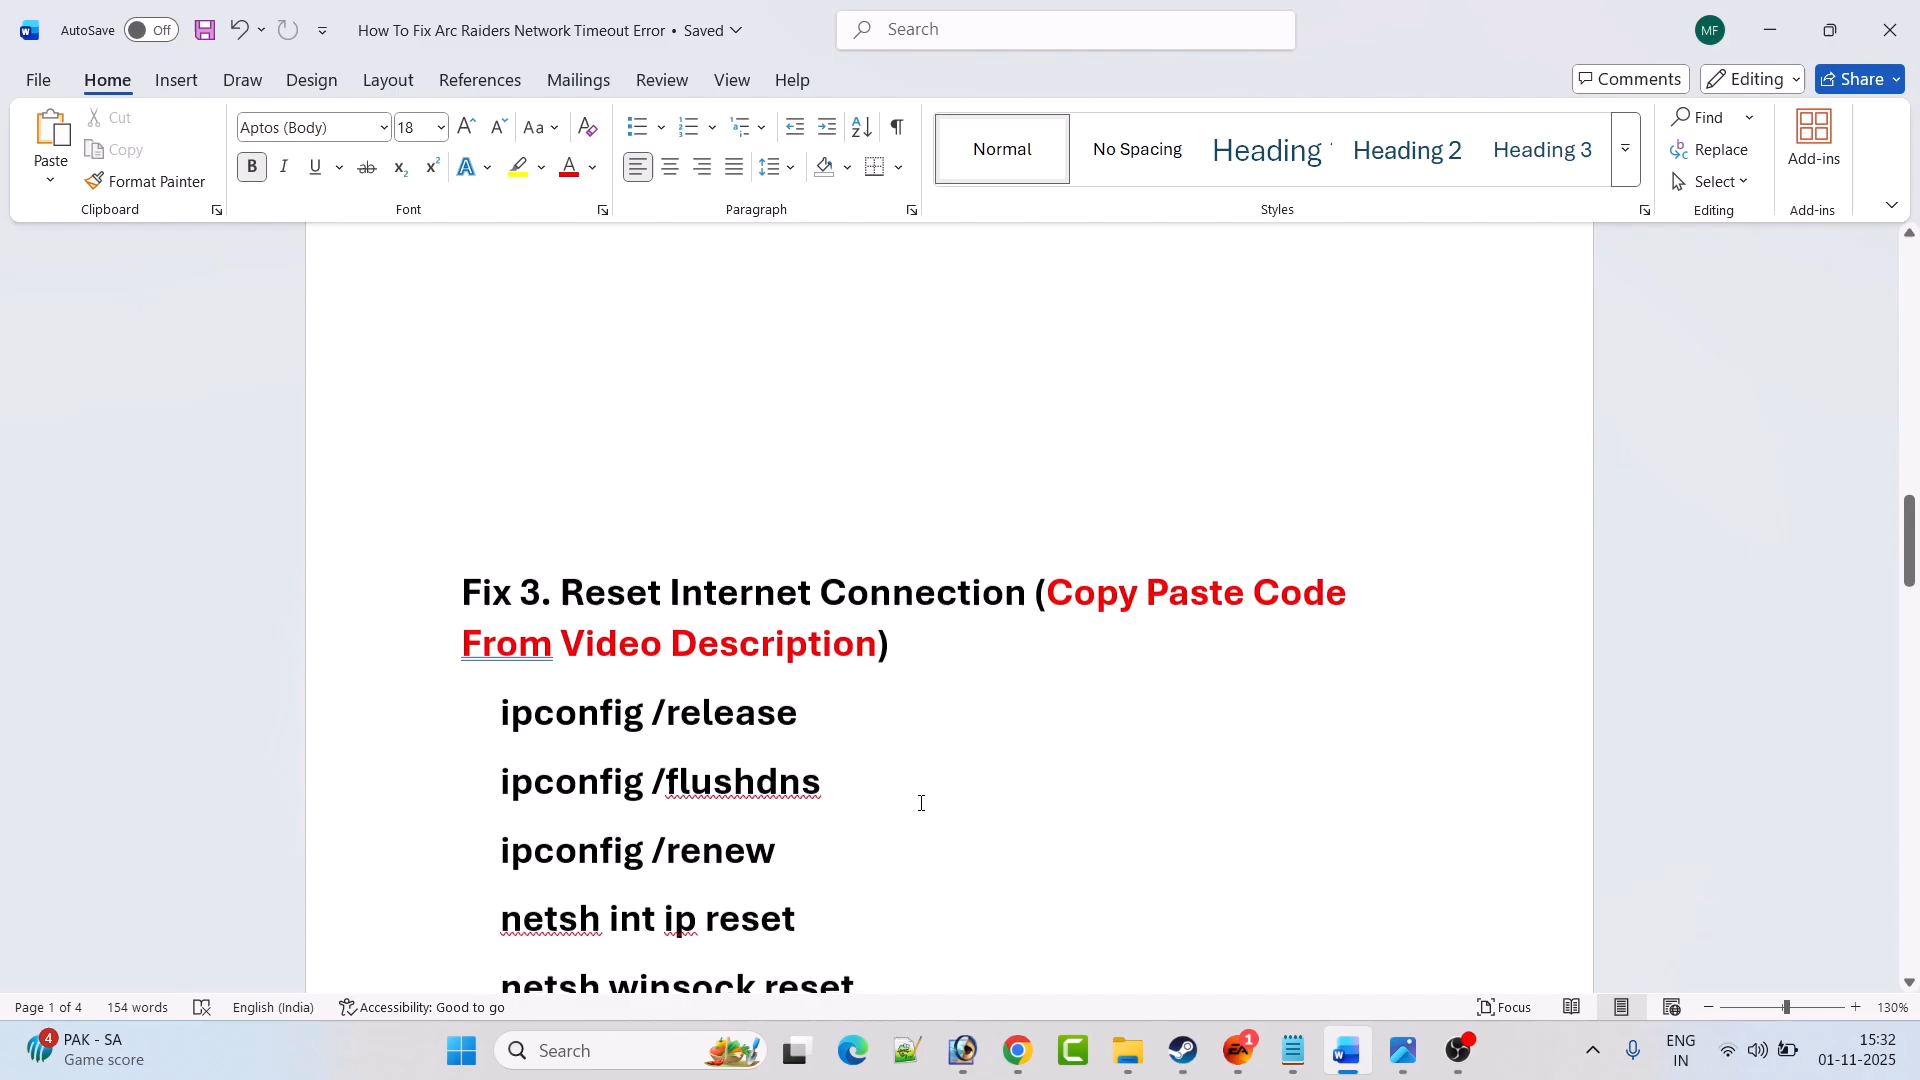 AutoSave Off How To Fix Arc Raiders Network Timeout Error • Saved Search MF
File Home Insert Draw Design Layout References Mailings Review View Help Comments Editing Share
Paste Cut Copy Format Painter
Aptos (Body) 18
Normal No Spacing Heading Heading 2 Heading 3
Find Replace Select Add-ins
Clipboard Font Paragraph Styles Editing Add-ins
Fix 3. Reset Internet Connection (Copy Paste Code
From Video Description)
ipconfig /release
ipconfig /flushdns
ipconfig /renew
netsh int ip reset
netsh winsock reset
Page 1 of 4 154 words English (India) Accessibility: Good to go Focus 130%
4 PAK - SA
Game score
Search
1
ENG
IN
15:32
01-11-2025